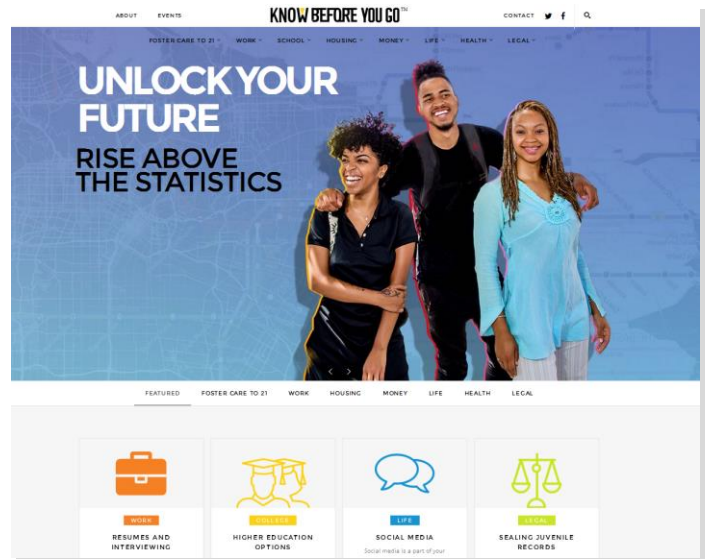 ABOUT EVENTS KNOW BEFORE YOU GO™ CONTACT
FOSTER CARE TO 21 WORK SCHOOL HOUSING MONEY LIFE HEALTH LEGAL
UNLOCK YOUR
FUTURE
RISE ABOVE
THE STATISTICS
FEATURED FOSTER CARE TO 21 WORK HOUSING MONEY LIFE HEALTH LEGAL
WORK
RESUMES AND
INTERVIEWING
COLLEGE
HIGHER EDUCATION
OPTIONS
LIFE
SOCIAL MEDIA
Social media is a part of your
LEGAL
SEALING JUVENILE
RECORDS